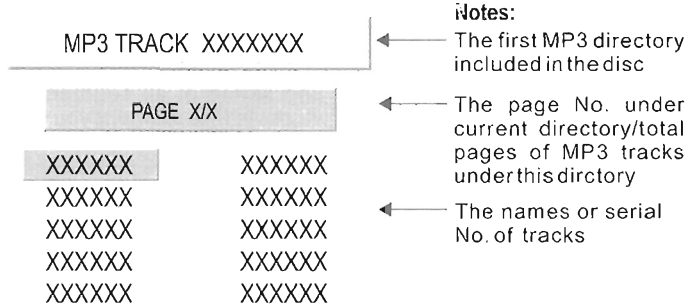 Notes:
MP3 TRACK XXXXXXX
The first MP3 directory
included in the disc
PAGE X/X
The page No. under
current directory/total
pages of MP3 tracks
under this dirctory
XXXXXX XXXXXX
XXXXXX XXXXXX
XXXXXX XXXXXX
XXXXXX XXXXXX
XXXXXX XXXXXX
The names or serial
No. of tracks